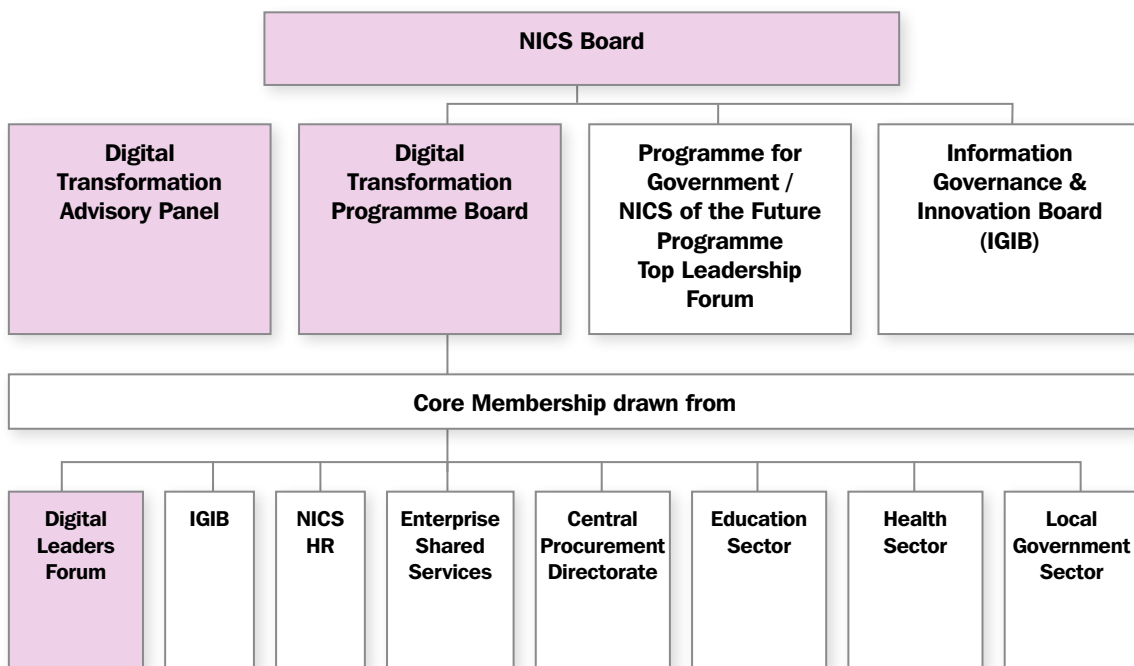 NICS Board
Digital
Transformation
Advisory Panel
Digital
Transformation
Programme Board
Programme for
Government /
NICS of the Future
Programme
Top Leadership
Forum
Information
Governance &
Innovation Board
(IGIB)
Core Membership drawn from
Digital
Leaders
Forum
IGIB
NICS
HR
Enterprise
Shared
Services
Central
Procurement
Directorate
Education
Sector
Health
Sector
Local
Government
Sector